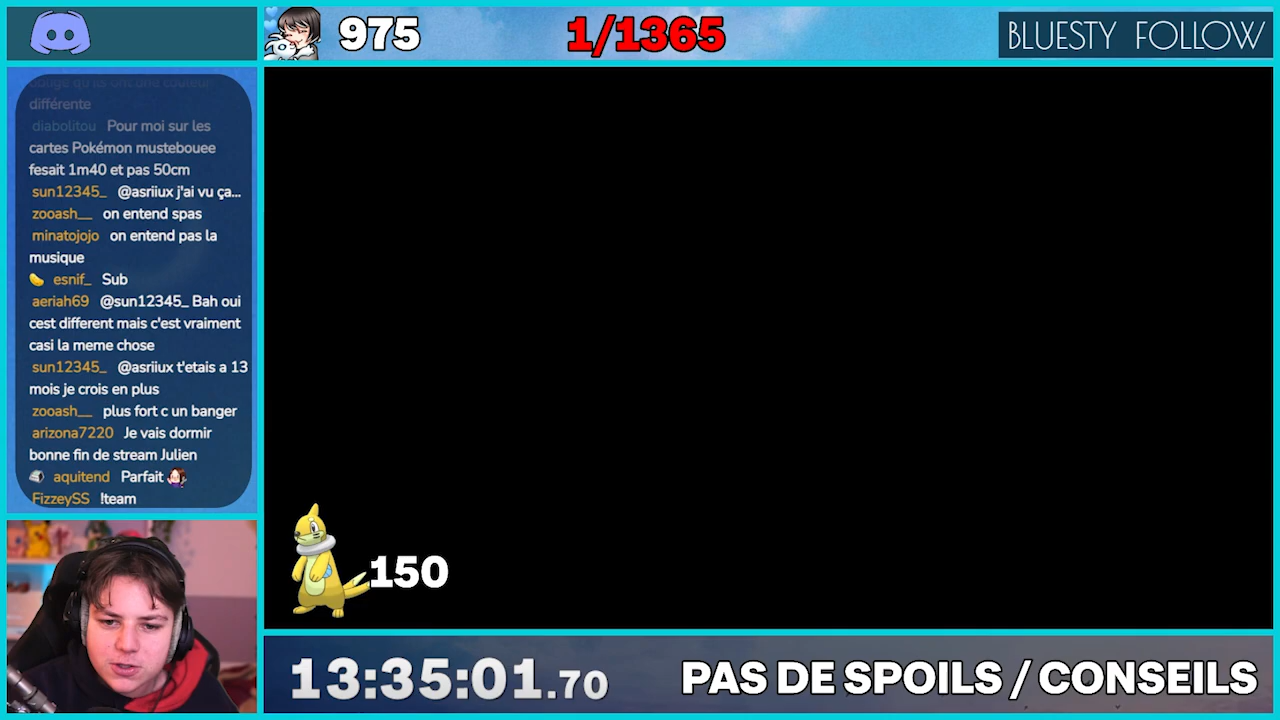 975
1/1365
BLUESTY FOLLOW
différente
diabolitou Pour moi sur les
cartes Pokémon mustebouee
fesait 1m40 et pas 50cm
sun12345_ @asriiux j'ai vu ça...
zooash__ on entend spas
minatojojo on entend pas la
musique
esnif_ Sub
aeriah69 @sun12345_ Bah oui
cest different mais c'est vraiment
casi la meme chose
sun12345_ @asriiux t'etais a 13
mois je crois en plus
zooash__ plus fort c un banger
arizona7220 Je vais dormir
bonne fin de stream Julien
aquitend Parfait
FizzeySS !team
150
13:35:01.70
PAS DE SPOILS / CONSEILS